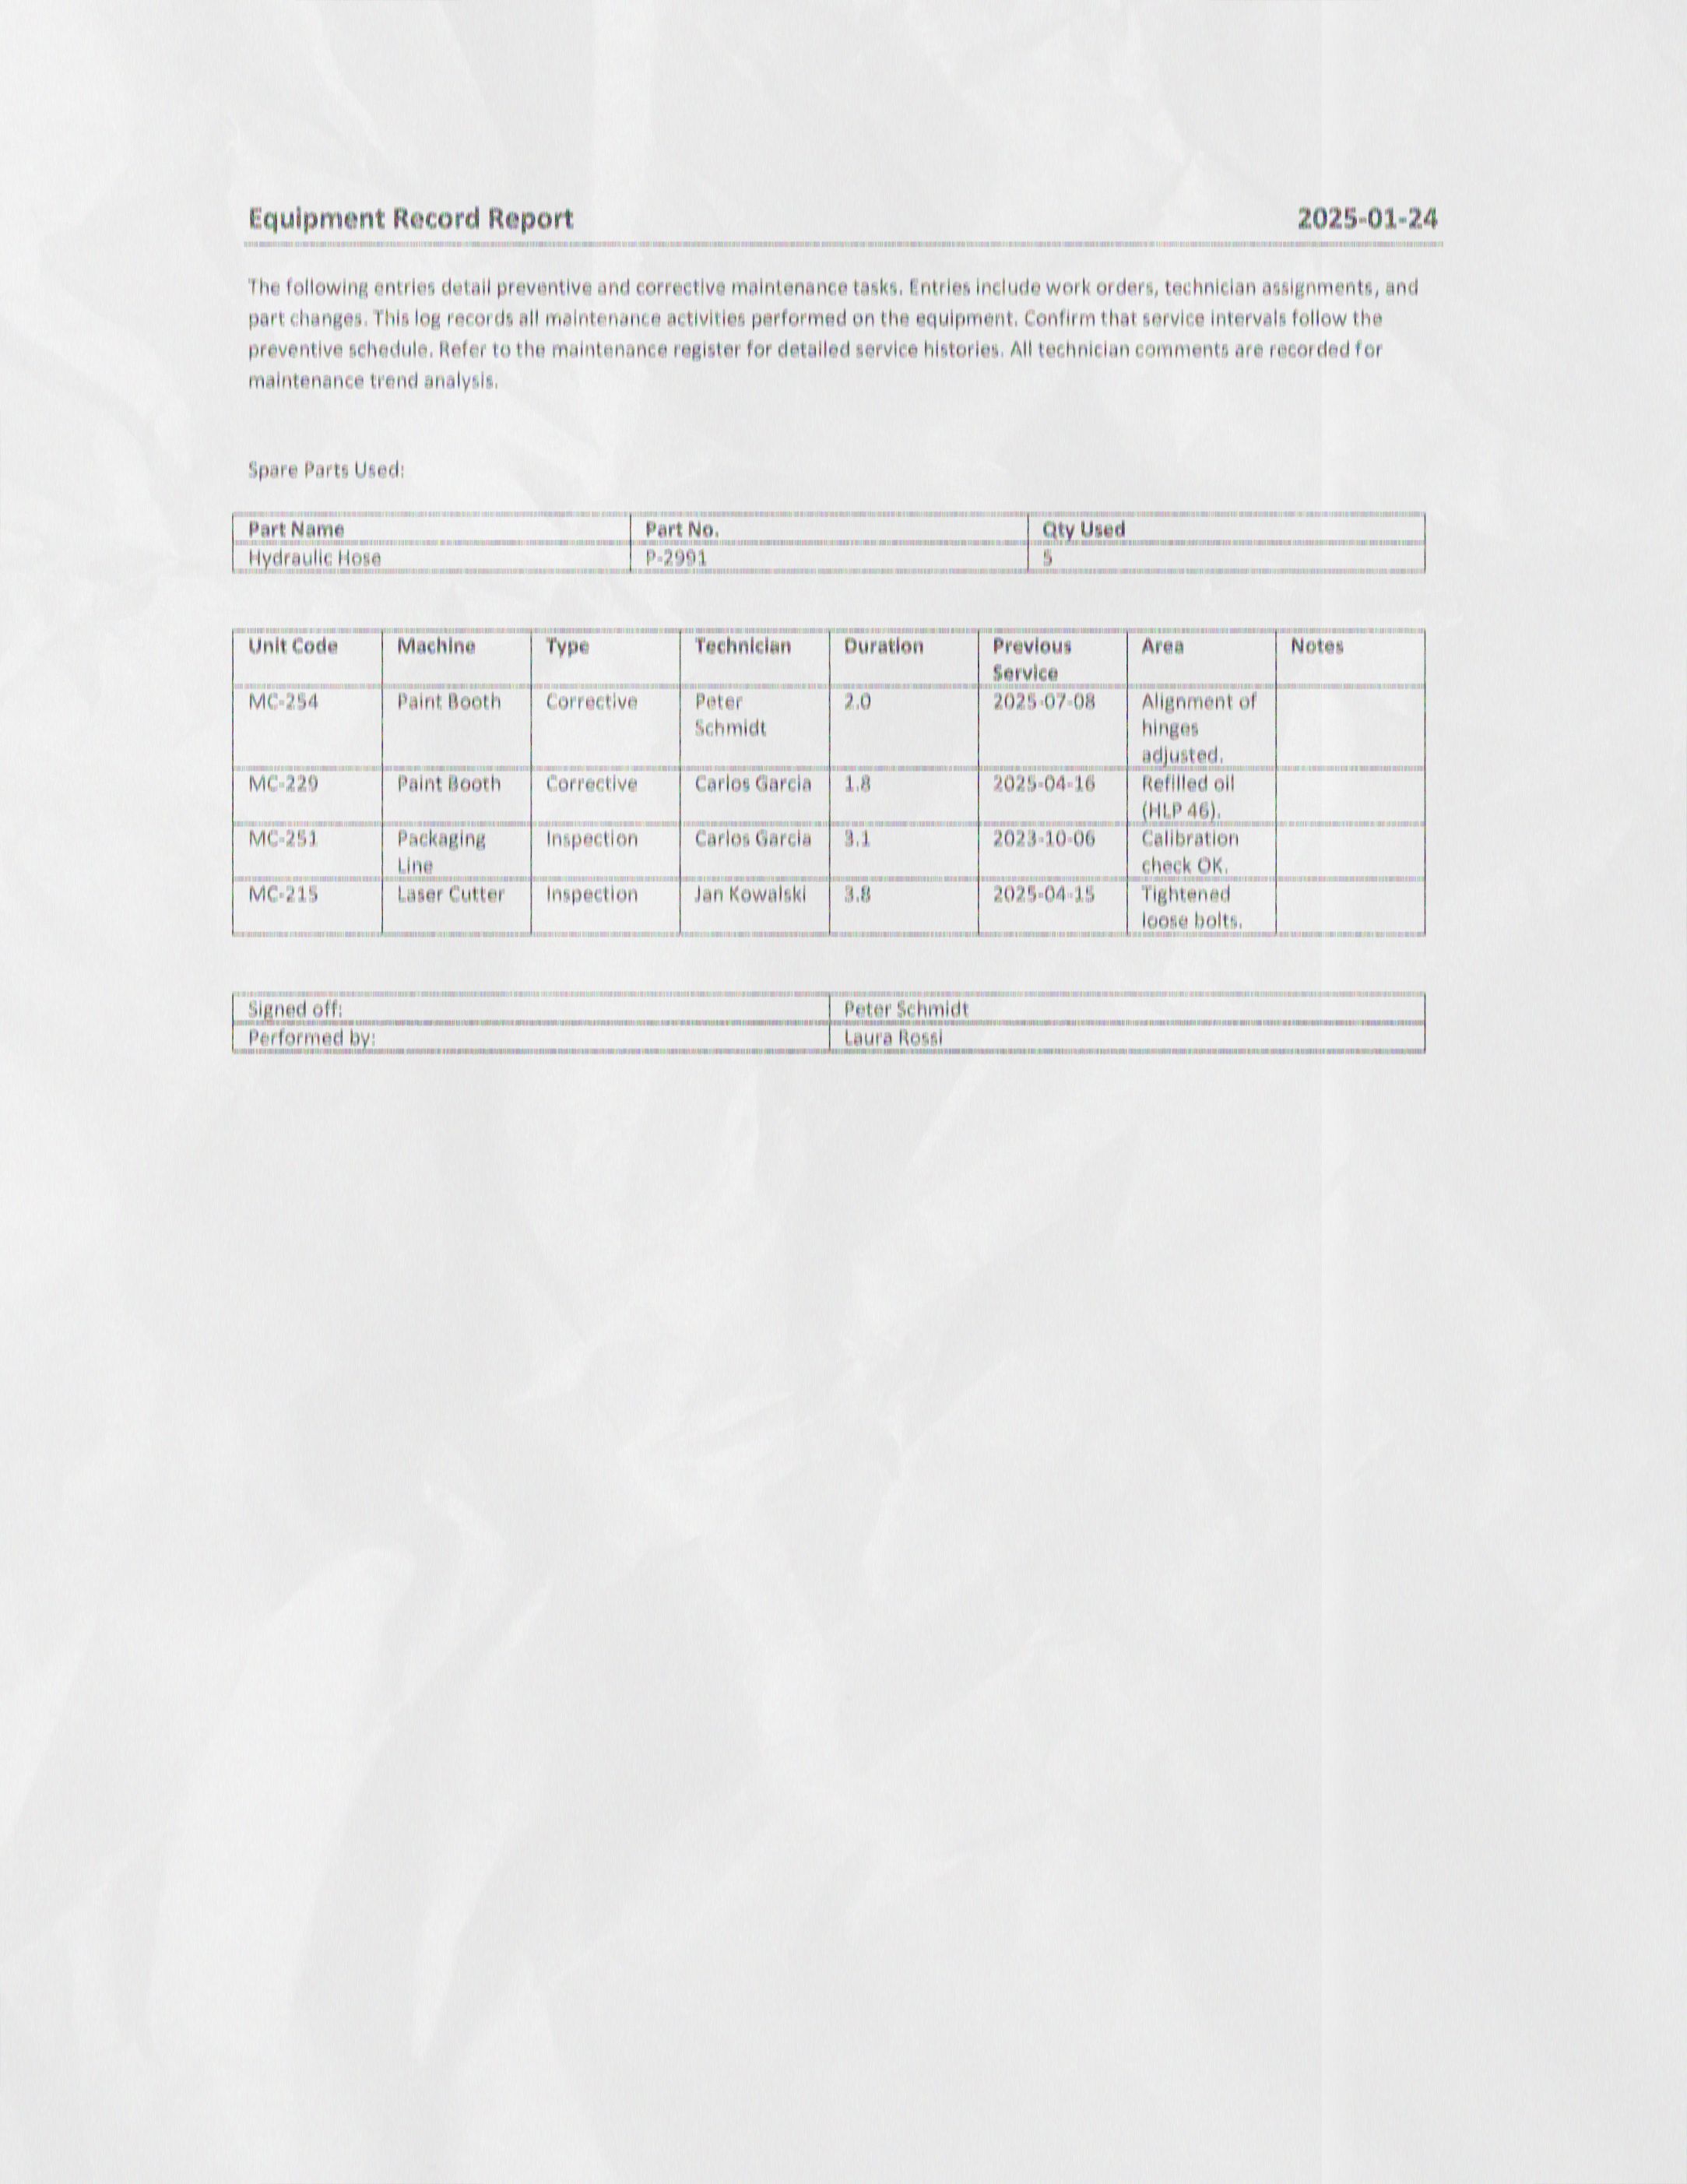 Equipment Record Report 2025-01-24
The following entries detail preventive and corrective maintenance tasks. Entries include work orders, technician assignments, and
part changes. This log records all maintenance activities performed on the equipment. Confirm that service intervals follow the
preventive schedule. Refer to the maintenance register for detailed service histories. All technician comments are recorded for
maintenance trend analysis.
Spare Parts Used:
Part Name Part No. Qty Used
Hydraulic Hose P-2991 5
Unit Code Machine Type Technician Duration Previous Area Notes
Service
MC-254 Paint Booth Corrective Peter 2.0 2025-07-08 Alignment of
Schmidt hinges
adjusted.
MC-229 Paint Booth Corrective Carlos Garcia 1.8 2025-04-16 Refilled oil
(HLP 46).
MC-251 Packaging Inspection Carlos Garcia 3.1 2023-10-06 Calibration
Line check OK.
MC-215 Laser Cutter Inspection Jan Kowalski 3.8 2025-04-15 Tightened
loose bolts.
Signed off: Peter Schmidt
Performed by: Laura Rossi